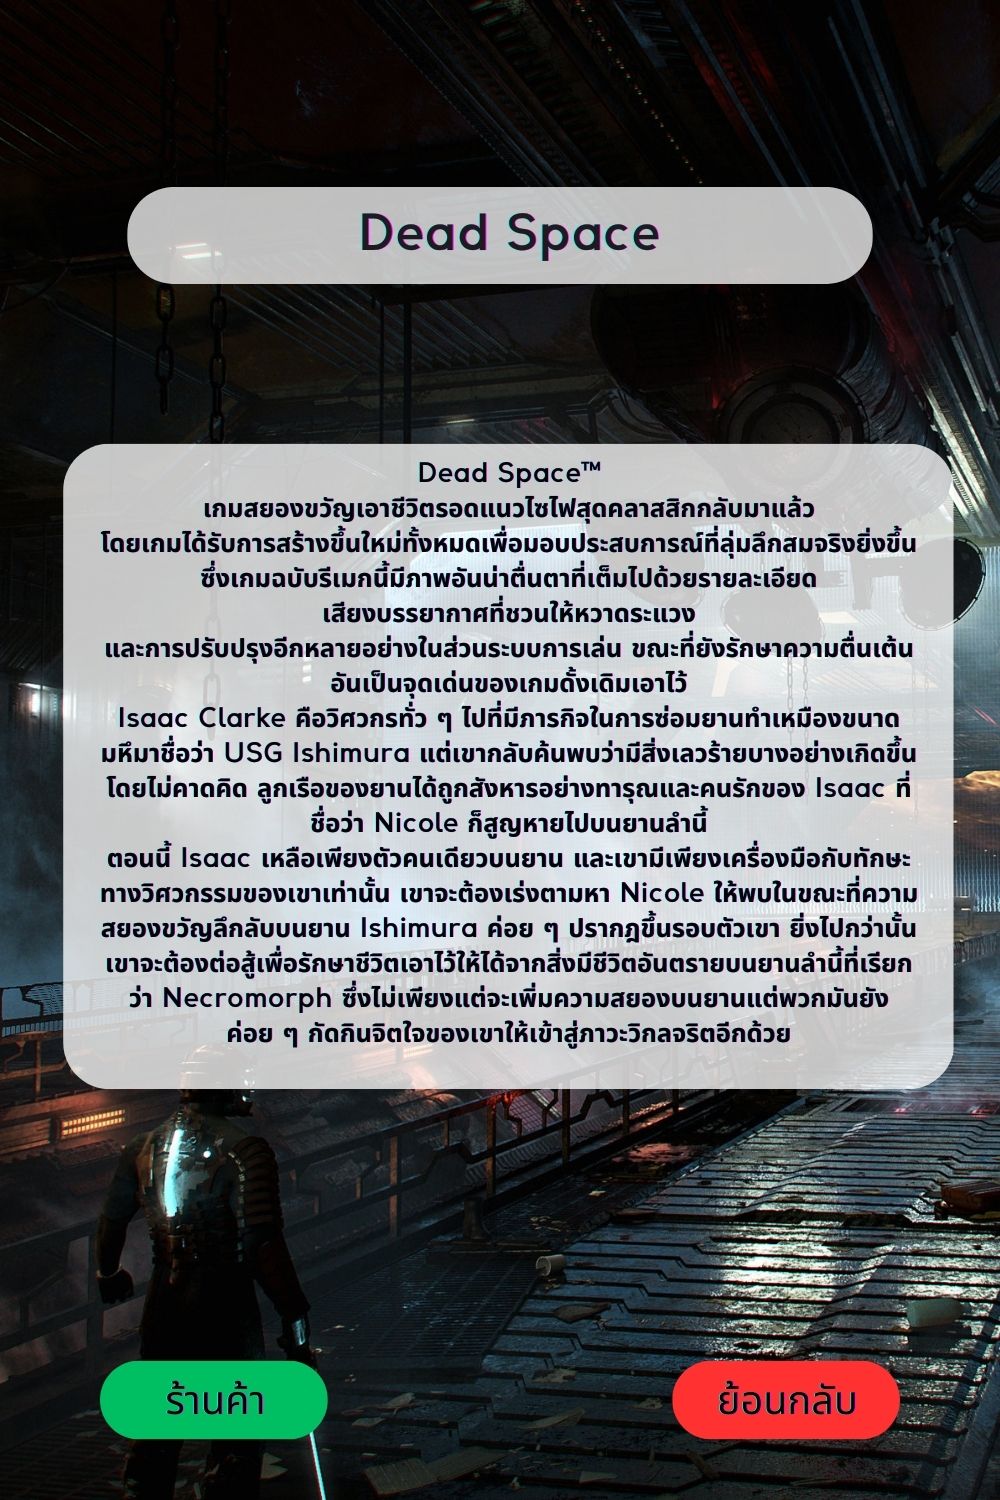 Dead Space
Dead Space™
เกมสยองขวัญเอาชีวิตรอดแนวไซไฟสุดคลาสสิกกลับมาแล้ว
โดยเกมได้รับการสร้างขึ้นใหม่ทั้งหมดเพื่อมอบประสบการณ์ที่ลุ่มลึกสมจริงยิ่งขึ้น
ซึ่งเกมฉบับรีเมกนี้มีภาพอันน่าตื่นตาที่เต็มไปด้วยรายละเอียด
เสียงบรรยากาศที่ชวนให้หวาดระแวง
และการปรับปรุงอีกหลายอย่างในส่วนระบบการเล่น ขณะที่ยังรักษาความตื่นเต้น
อันเป็นจุดเด่นของเกมดั้งเดิมเอาไว้
Isaac Clarke คือวิศวกรทั่ว ๆ ไปที่มีภารกิจในการซ่อมยานทำเหมืองขนาด
มหึมาชื่อว่า USG Ishimura แต่เขากลับค้นพบว่ามีสิ่งเลวร้ายบางอย่างเกิดขึ้น
โดยไม่คาดคิด ลูกเรือของยานได้ถูกสังหารอย่างทารุณและคนรักของ Isaac ที่
ชื่อว่า Nicole ก็สูญหายไปบนยานลำนี้
ตอนนี้ Isaac เหลือเพียงตัวคนเดียวบนยาน และเขามีเพียงเครื่องมือกับทักษะ
ทางวิศวกรรมของเขาเท่านั้น เขาจะต้องเร่งตามหา Nicole ให้พบในขณะที่ความ
สยองขวัญลึกลับบนยาน Ishimura ค่อย ๆ ปรากฏขึ้นรอบตัวเขา ยิ่งไปกว่านั้น
เขาจะต้องต่อสู้เพื่อรักษาชีวิตเอาไว้ให้ได้จากสิ่งมีชีวิตอันตรายบนยานลำนี้ที่เรียก
ว่า Necromorph ซึ่งไม่เพียงแต่จะเพิ่มความสยองบนยานแต่พวกมันยัง
ค่อย ๆ กัดกินจิตใจของเขาให้เข้าสู่ภาวะวิกลจริตอีกด้วย
ร้านค้า
ย้อนกลับ